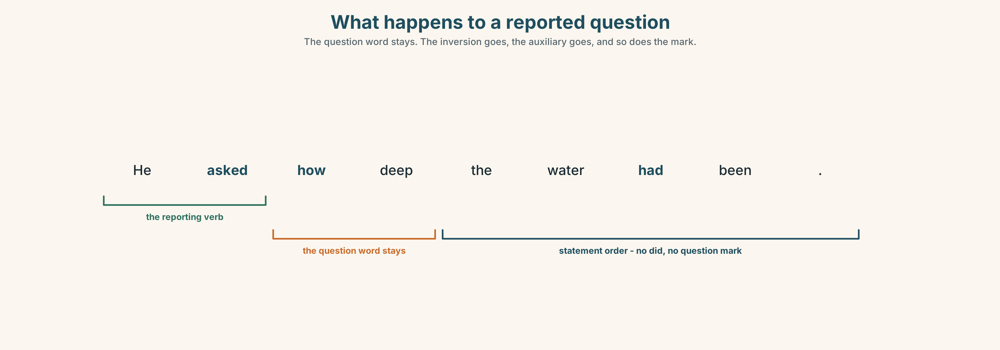 What happens to a reported question
The question word stays. The inversion goes, the auxiliary goes, and so does the mark.
He asked how deep the water had been .
the reporting verb
the question word stays
statement order - no did, no question mark